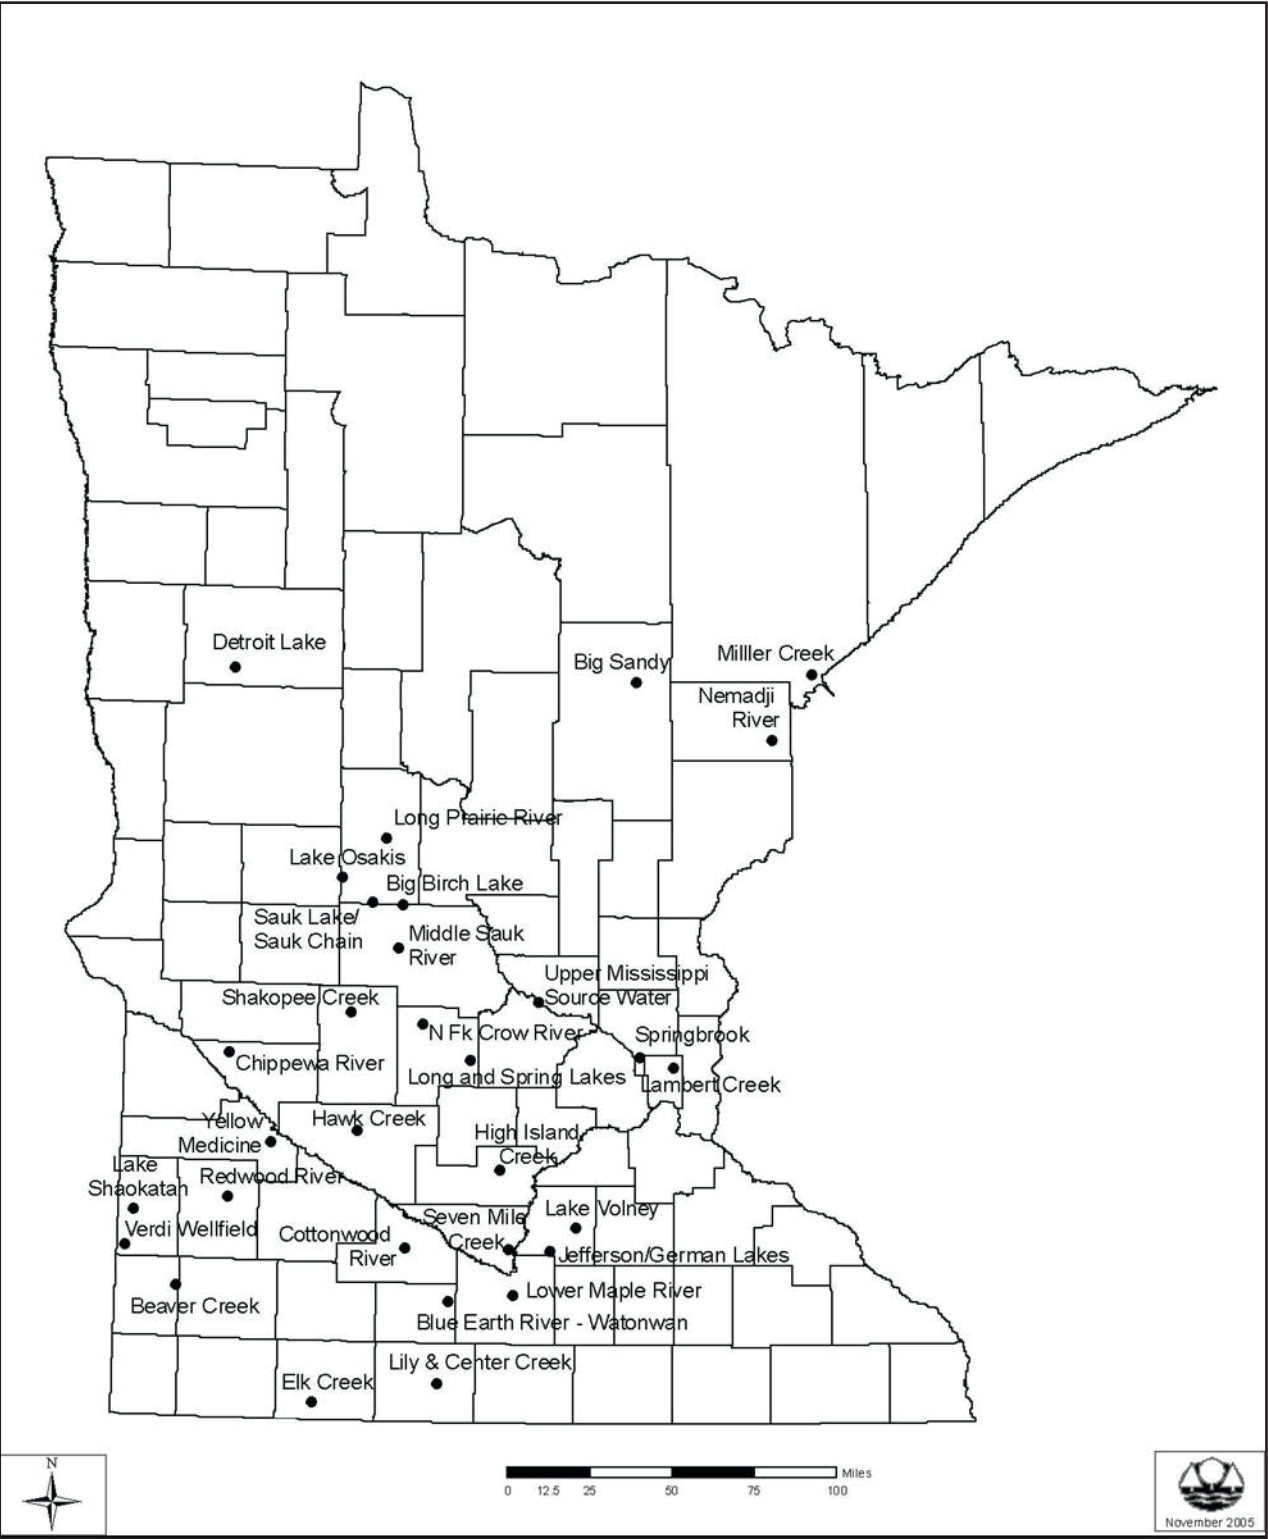 Detroit Lake
Big Sandy
Milller Creek
Nemadji
River
Long Prairie River
Lake Osakis
Big Birch Lake
Sauk Lake/
Sauk Chain
Middle Sauk
River
Upper Mississippi
Source Water
Shakopee Creek
N Fk Crow River
Springbrook
Chippewa River
Long and Spring Lakes
Lambert Creek
Yellow
Medicine
Hawk Creek
High Island
Creek
Lake
Shaokatan
Redwood River
Verdi Wellfield
Cottonwood
River
Seven Mile
Creek
Lake Volney
Jefferson/German Lakes
Beaver Creek
Lower Maple River
Blue Earth River - Watonwan
Lily & Center Creek
Elk Creek
N
Miles
0 12.5 25 50 75 100
November 2005